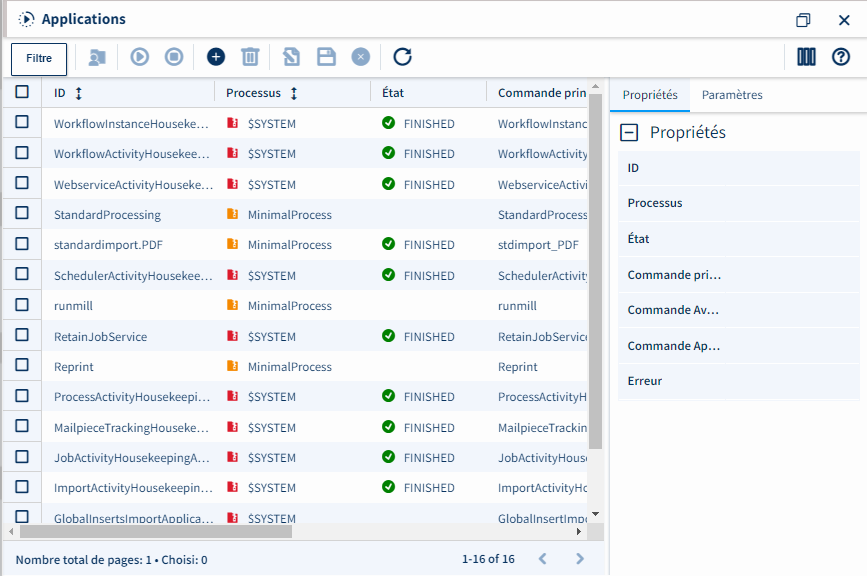 Applications
Filtre
ID Processus État Commande prin
WorkflowInstanceHouseke... $SYSTEM FINISHED WorkflowInstanc
WorkflowActivityHousekee... $SYSTEM FINISHED WorkflowActivity
WebserviceActivityHouseke... $SYSTEM FINISHED WebserviceActivi
StandardProcessing MinimalProcess StandardProcess
standardimport.PDF MinimalProcess FINISHED stdimport_PDF
SchedulerActivityHousekee... $SYSTEM FINISHED SchedulerActivity
runmill MinimalProcess runmill
RetainJobService $SYSTEM FINISHED RetainJobService
Reprint MinimalProcess Reprint
ProcessActivityHousekeepi... $SYSTEM FINISHED ProcessActivityH
MailpieceTrackingHouseke... $SYSTEM FINISHED MailpieceTrackin
JobActivityHousekeepingA... $SYSTEM FINISHED JobActivityHouse
ImportActivityHousekeepin... $SYSTEM FINISHED ImportActivityHo
GlobalInsertsImportApplica... $SYSTEM GlobalInsertsImpo
Nombre total de pages: 1 • Choisi: 0 1-16 of 16
Propriétés Paramètres
Propriétés
ID
Processus
État
Commande pri...
Commande Av...
Commande Ap...
Erreur